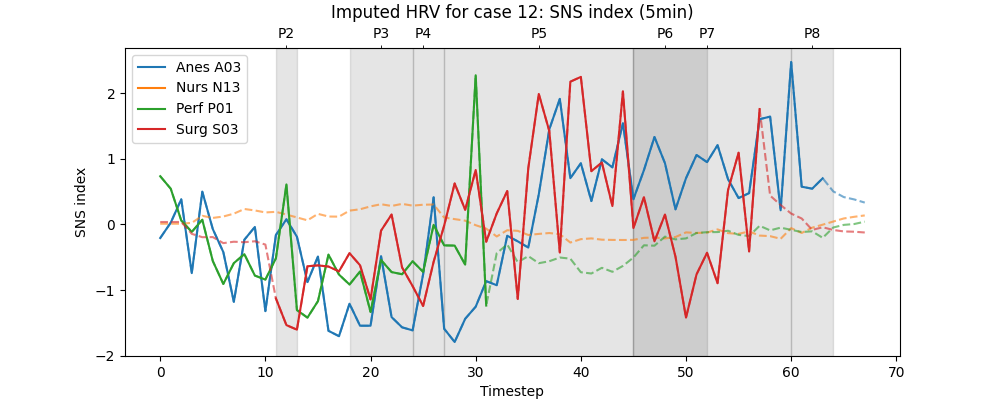 Imputed HRV for case 12: SNS index (5min)
P2 P3 P4 P5 P6 P7 P8
Anes A03
Nurs N13
Perf P01
Surg S03
SNS index
2
1
0
−1
−2
0 10 20 30 40 50 60 70
Timestep